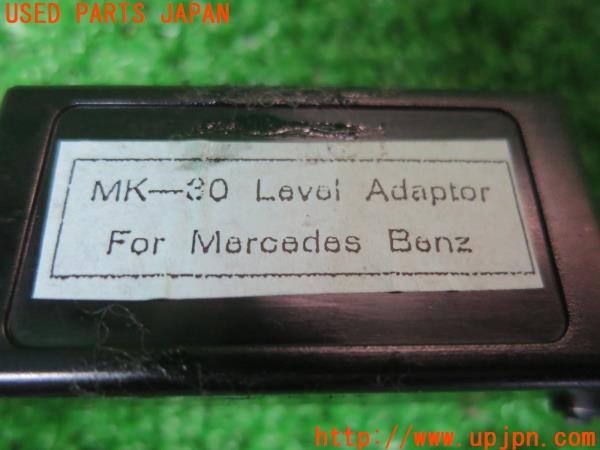 USED PARTS JAPAN
MK-30 Level Adaptor
For Mercedes Benz
http://www.upjpn.com